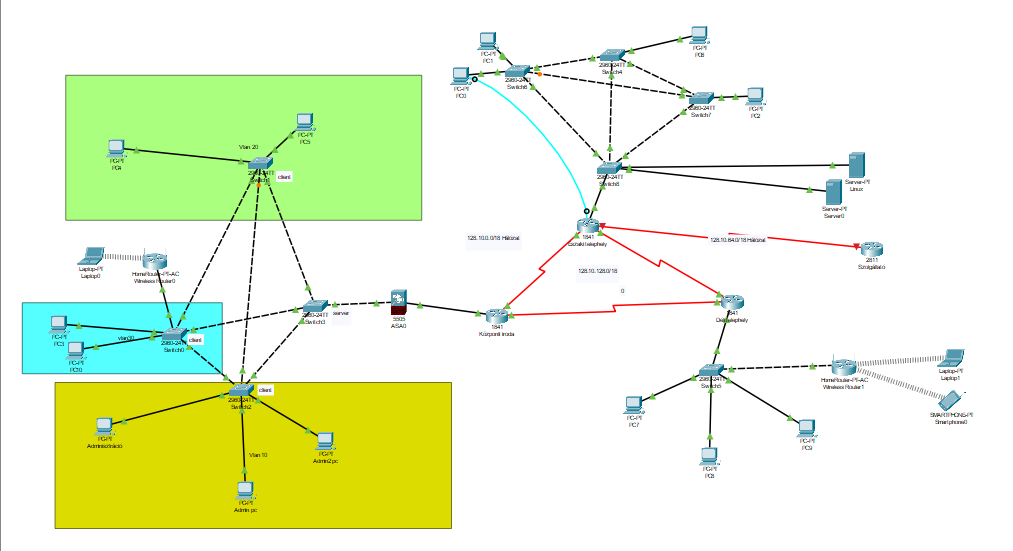 PC-PT
PC1
PC-PT
PC0
2960-24TT
Switch6
2960-24TT
Switch4
PC-PT
PC6
2960-24TT
Switch7
PC-PT
PC2
2960-24TT
Switch8
Server-PT
Linux
Server-PT
Server0
PC-PT
PC4
Vlan 20
PC-PT
PC5
2960-24TT
client
1841
Északi telephely
128.10.0.0/18 Hálózat
128.10.64.0/18 Hálózat
2811
Szolgáltató
128.10.128.0/18
0
Laptop-PT
Laptop0
HomeRouter-PT-AC
Wireless Router0
2960-24TT
Switch3
server
5505
ASA0
1841
Központi iroda
1841
Déli telephely
PC-PT
PC3
vlan30
PC-PT
PC10
2960-24TT
Switch0
client
2960-24TT
Switch2
client
PC-PT
Adminisztráció
PC-PT
Admin2 pc
Vlan 10
PC-PT
Admin pc
2960-24TT
Switch5
HomeRouter-PT-AC
Wireless Router1
Laptop-PT
Laptop1
SMARTPHONE-PT
Smartphone0
PC-PT
PC7
PC-PT
PC9
PC-PT
PC8